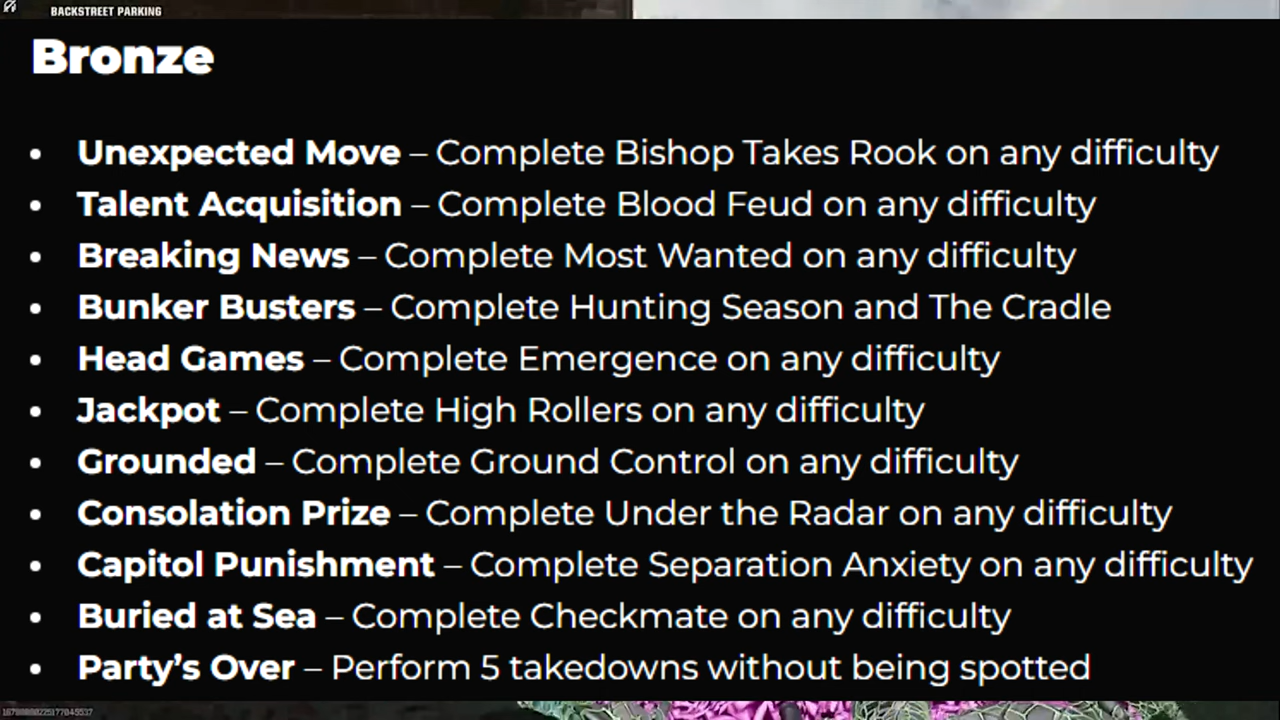 BACKSTREET PARKING
Bronze
• Unexpected Move – Complete Bishop Takes Rook on any difficulty
• Talent Acquisition – Complete Blood Feud on any difficulty
• Breaking News – Complete Most Wanted on any difficulty
• Bunker Busters – Complete Hunting Season and The Cradle
• Head Games – Complete Emergence on any difficulty
• Jackpot – Complete High Rollers on any difficulty
• Grounded – Complete Ground Control on any difficulty
• Consolation Prize – Complete Under the Radar on any difficulty
• Capitol Punishment – Complete Separation Anxiety on any difficulty
• Buried at Sea – Complete Checkmate on any difficulty
• Party’s Over – Perform 5 takedowns without being spotted